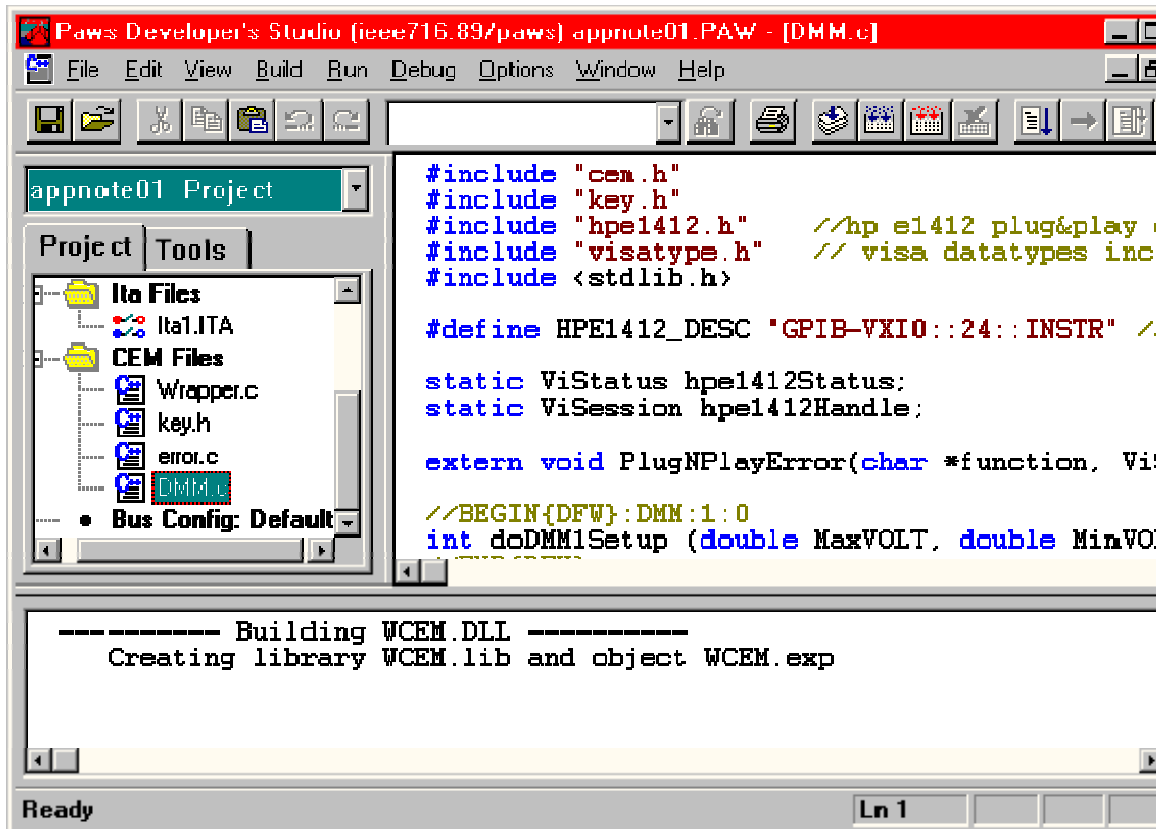 Paws Developer's Studio (ieee716.89/paws) appnote01.PAW - [DMM.c]
File Edit View Build Run Debug Options Window Help
appnote01 Project
Project Tools
Ita Files
Ita1.ITA
CEM Files
Wrapper.c
key.h
error.c
DMM.c
Bus Config: Default
#include "cem.h"
#include "key.h"
#include "hpe1412.h" //hp e1412 plug&play
#include "visatype.h" // visa datatypes inc
#include <stdlib.h>
#define HPE1412_DESC "GPIB-VXI0::24::INSTR" //
static ViStatus hpe1412Status;
static ViSession hpe1412Handle;
extern void PlugNPlayError(char *function, ViS
//BEGIN{DFW}:DMM:1:0
int doDMM1Setup (double MaxVOLT, double MinVO
---------- Building WCEM.DLL ----------
Creating library WCEM.lib and object WCEM.exp
Ready Ln 1